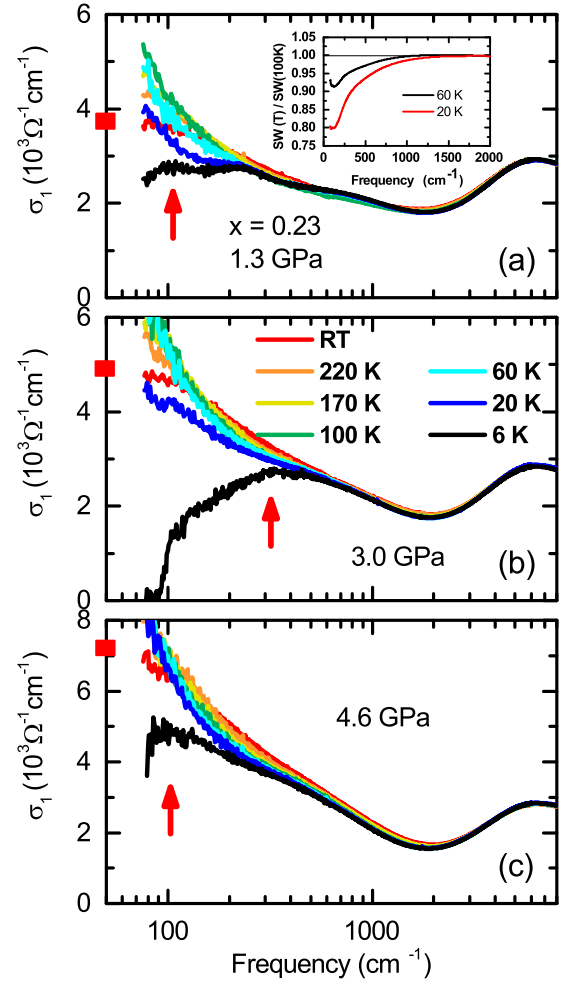 6
4
2
0
σ₁ (10³Ω⁻¹cm⁻¹)
1.05
1.00
0.95
0.90
0.85
0.80
0.75
SW(T) / SW(100K)
60 K
20 K
0 500 1000 1500 2000
Frequency (cm⁻¹)
x = 0.23
1.3 GPa
(a)
6
4
2
0
σ₁ (10³Ω⁻¹cm⁻¹)
RT
220 K 60 K
170 K 20 K
100 K 6 K
3.0 GPa
(b)
8
6
4
2
0
σ₁ (10³Ω⁻¹cm⁻¹)
4.6 GPa
(c)
100 1000
Frequency (cm ⁻¹)